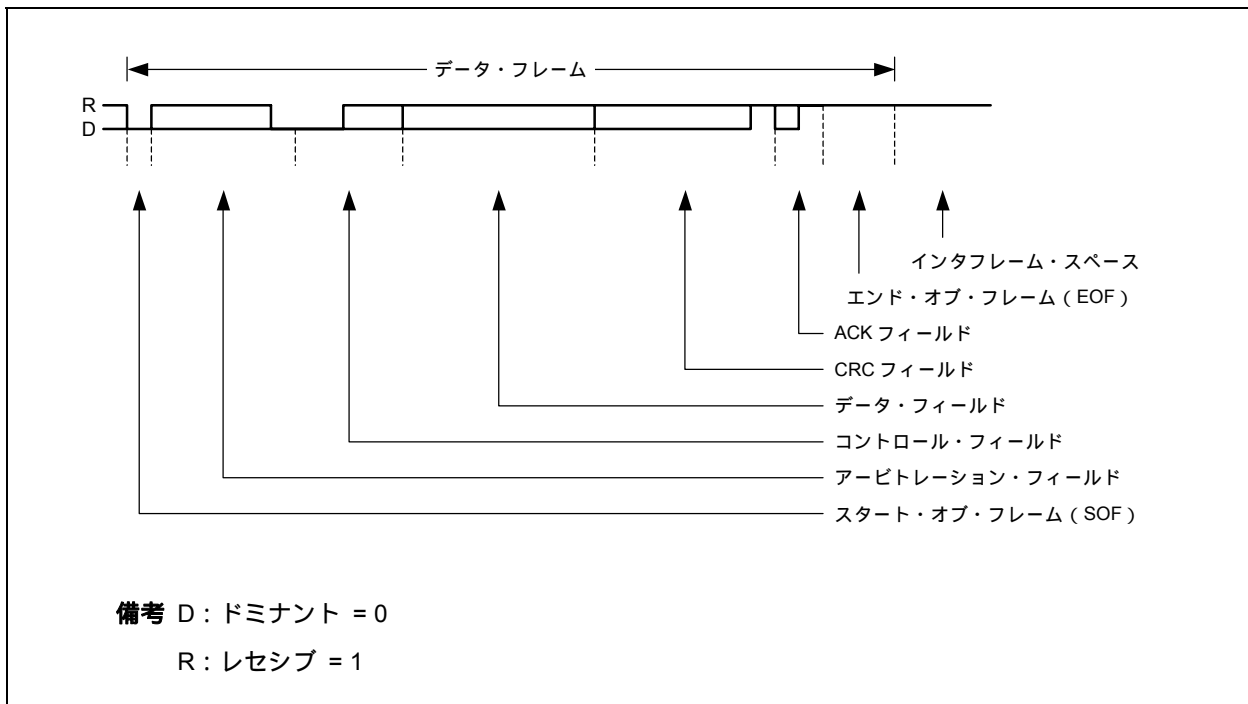 データ・フレーム
R
D
インタフレーム・スペース
エンド・オブ・フレーム（EOF）
ACK フィールド
CRC フィールド
データ・フィールド
コントロール・フィールド
アービトレーション・フィールド
スタート・オブ・フレーム（SOF）
備考 D：ドミナント = 0
R：レセシブ = 1